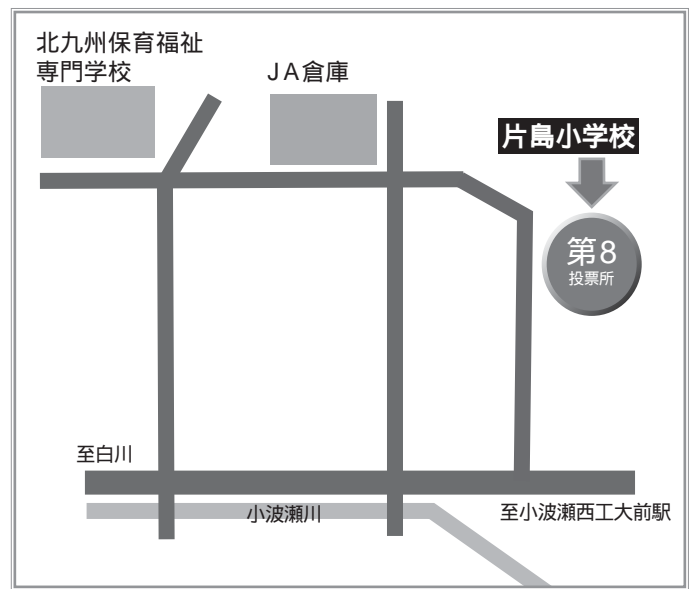 北九州保育福祉
専門学校
JA倉庫
片島小学校
第8
投票所
至白川
小波瀬川
至小波瀬西工大前駅